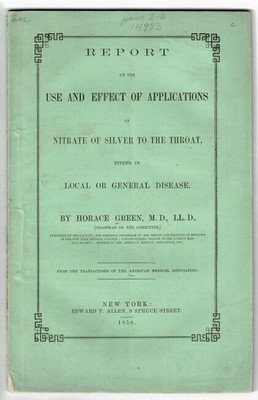 14983
REPORT
ON THE
USE AND EFFECT OF APPLICATIONS
OF
NITRATE OF SILVER TO THE THROAT,
EITHER IN
LOCAL OR GENERAL DISEASE.
BY HORACE GREEN, M.D., LL.D.,
(CHAIRMAN OF THE COMMITTEE,)
FROM THE TRANSACTIONS OF THE AMERICAN MEDICAL ASSOCIATION.
NEW YORK:
EDWARD P. ALLEN, 9 SPRUCE STREET.
1856.